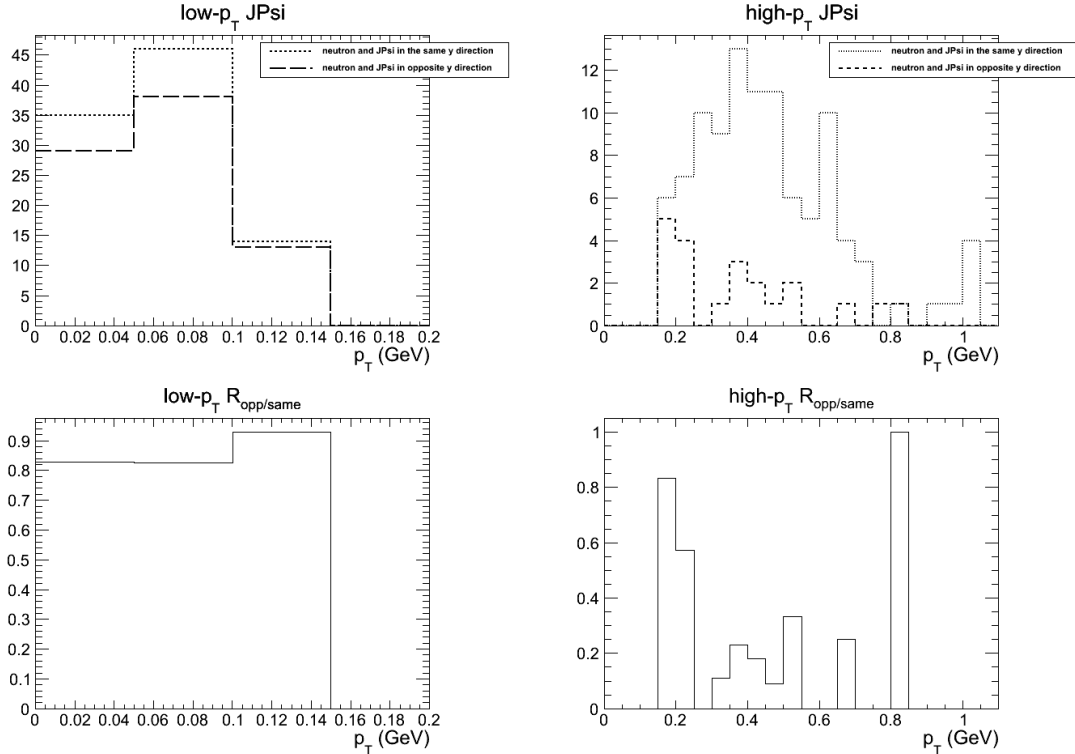 low-p_T JPsi
neutron and JPsi in the same y direction
neutron and JPsi in opposite y direction
45
40
35
30
25
20
15
10
5
0
0 0.02 0.04 0.06 0.08 0.1 0.12 0.14 0.16 0.18 0.2
p_T (GeV)
high-p_T JPsi
neutron and JPsi in the same y direction
neutron and JPsi in opposite y direction
12
10
8
6
4
2
0
0 0.2 0.4 0.6 0.8 1
p_T (GeV)
low-p_T R_opp/same
0.9
0.8
0.7
0.6
0.5
0.4
0.3
0.2
0.1
0
0 0.02 0.04 0.06 0.08 0.1 0.12 0.14 0.16 0.18 0.2
p_T (GeV)
high-p_T R_opp/same
1
0.8
0.6
0.4
0.2
0
0 0.2 0.4 0.6 0.8 1
p_T (GeV)